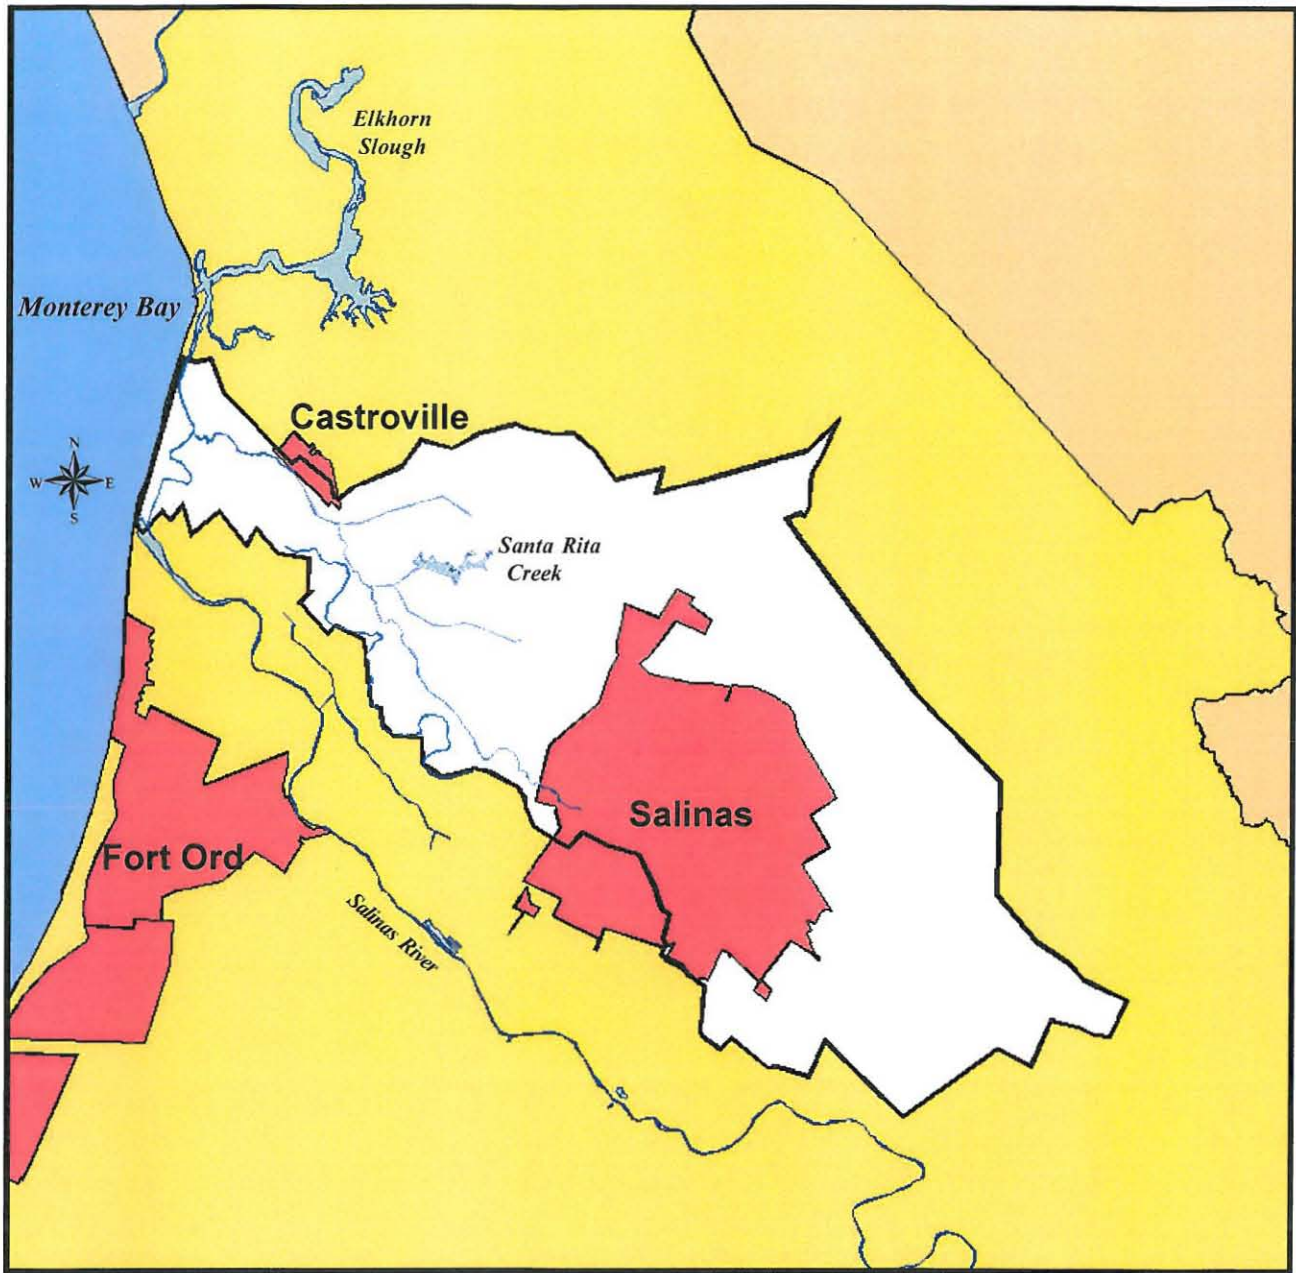 Elkhorn
Slough
Monterey Bay
Castroville
N
W E
S
Santa Rita
Creek
Salinas
Fort Ord
Salinas River